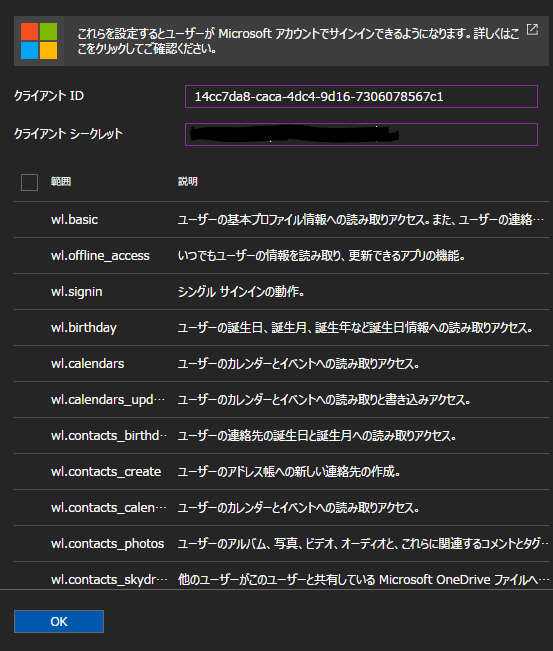 これらを設定するとユーザーが Microsoft アカウントでサインインできるようになります。詳しくはこ
こをクリックしてご確認ください。
クライアント ID 14cc7da8-caca-4dc4-9d16-7306078567c1
クライアント シークレット
範囲 説明
wl.basic ユーザーの基本プロファイル情報への読み取りアクセス。また、ユーザーの連絡…
wl.offline_access いつでもユーザーの情報を読み取り、更新できるアプリの機能。
wl.signin シングル サインインの動作。
wl.birthday ユーザーの誕生日、誕生月、誕生年など誕生日情報への読み取りアクセス。
wl.calendars ユーザーのカレンダーとイベントへの読み取りアクセス。
wl.calendars_upd… ユーザーのカレンダーとイベントへの読み取りと書き込みアクセス。
wl.contacts_birthd… ユーザーの連絡先の誕生日と誕生月への読み取りアクセス。
wl.contacts_create ユーザーのアドレス帳への新しい連絡先の作成。
wl.contacts_calen… ユーザーのカレンダーとイベントへの読み取りアクセス。
wl.contacts_photos ユーザーのアルバム、写真、ビデオ、オーディオと、これらに関連するコメントとタグ…
wl.contacts_skydr… 他のユーザーがこのユーザーと共有している Microsoft OneDrive ファイルへ…
OK